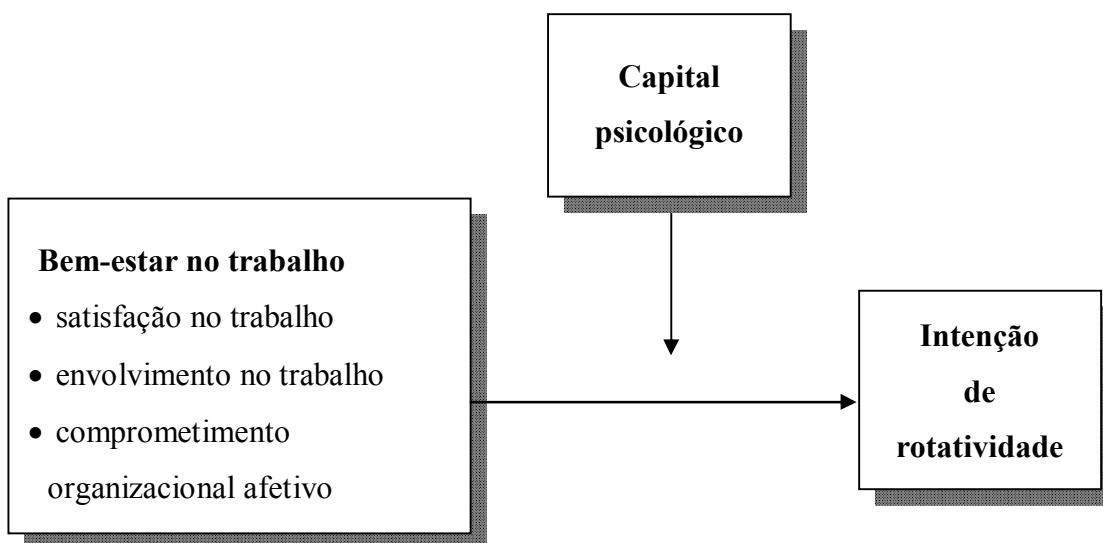 Capital
psicológico
Bem-estar no trabalho
• satisfação no trabalho
• envolvimento no trabalho
• comprometimento
organizacional afetivo
Intenção
de
rotatividade